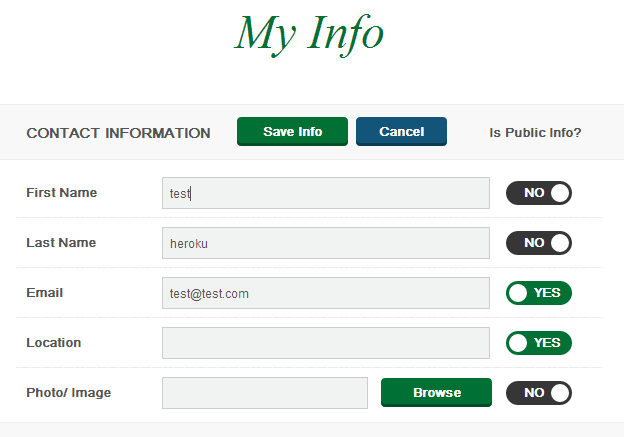 My Info
CONTACT INFORMATION Save Info Cancel Is Public Info?
First Name test NO
Last Name heroku NO
Email test@test.com YES
Location YES
Photo/ Image Browse NO